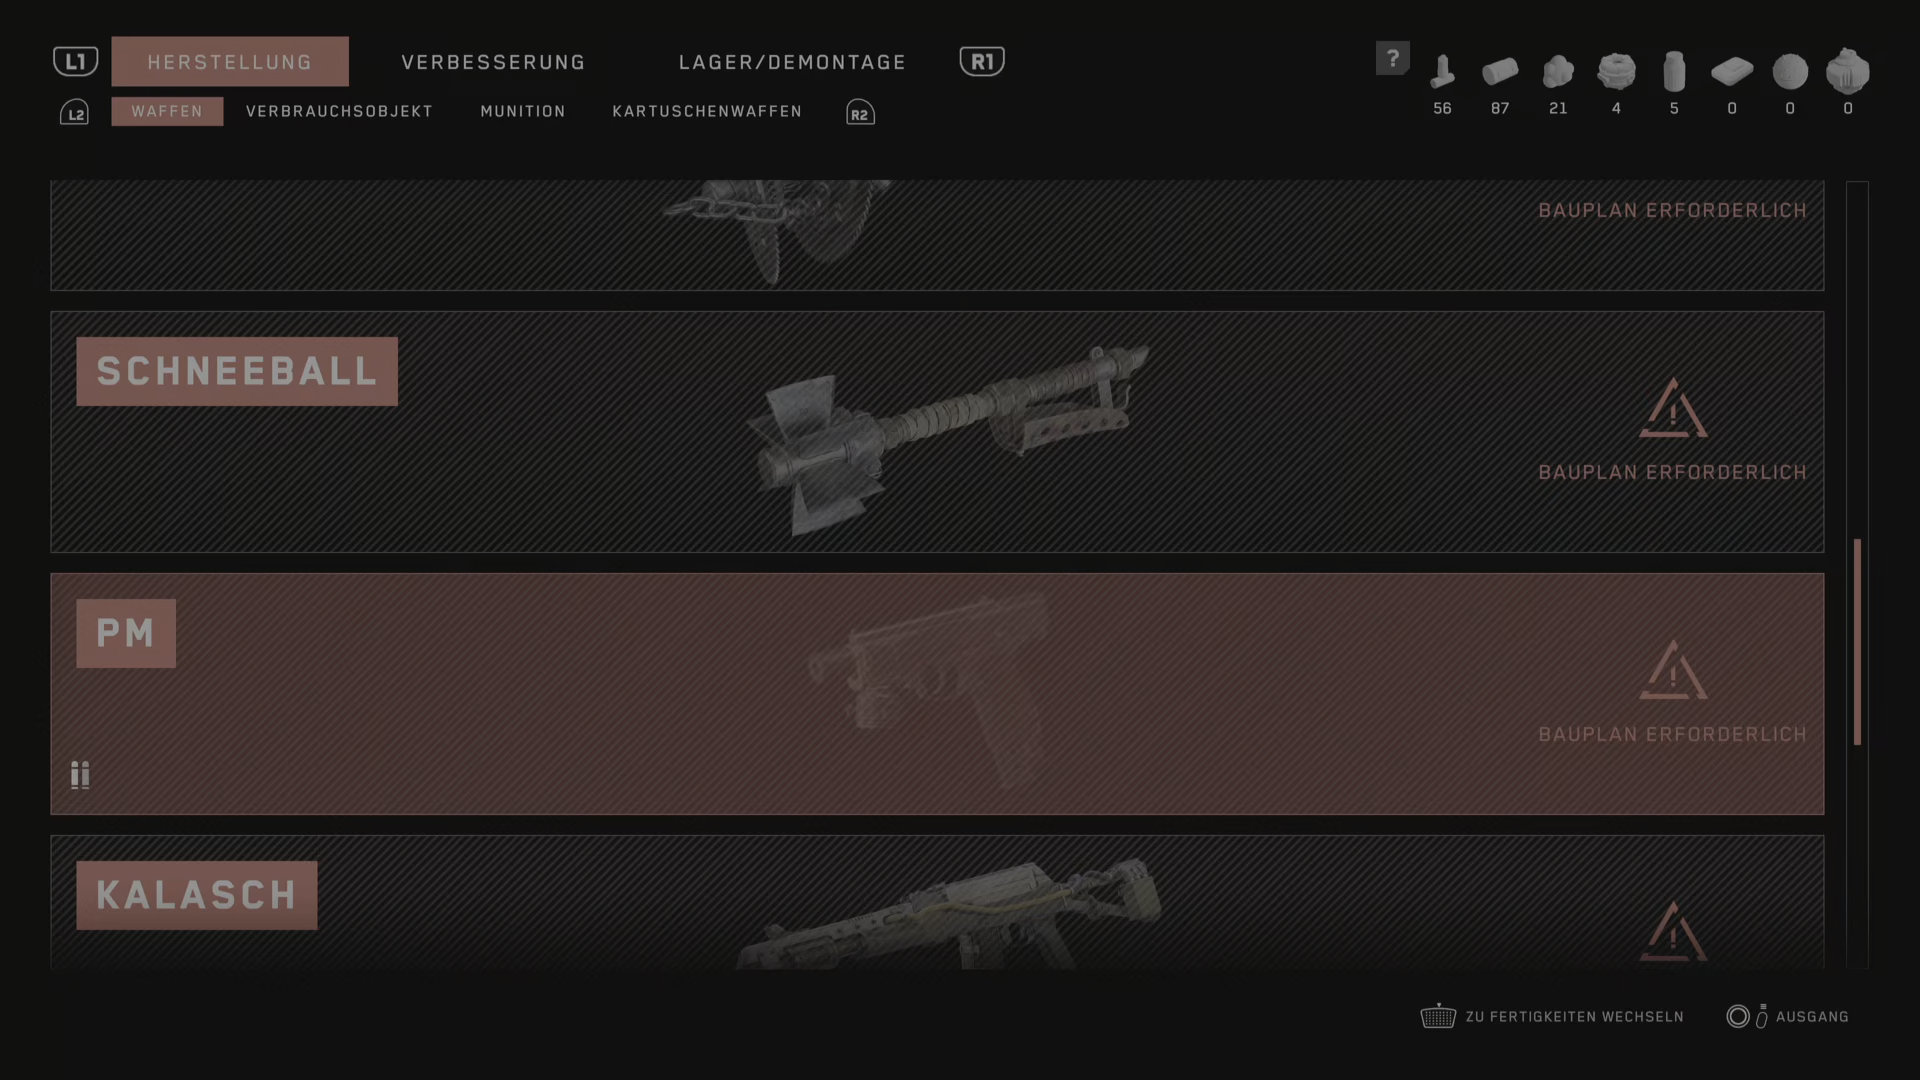 L1 HERSTELLUNG VERBESSERUNG LAGER/DEMONTAGE R1 ?
L2 WAFFEN VERBRAUCHSOBJEKT MUNITION KARTUSCHENWAFFEN R2
56 87 21 4 5 0 0 0
BAUPLAN ERFORDERLICH
SCHNEEBALL
BAUPLAN ERFORDERLICH
PM
BAUPLAN ERFORDERLICH
KALASCH
ZU FERTIGKEITEN WECHSELN AUSGANG